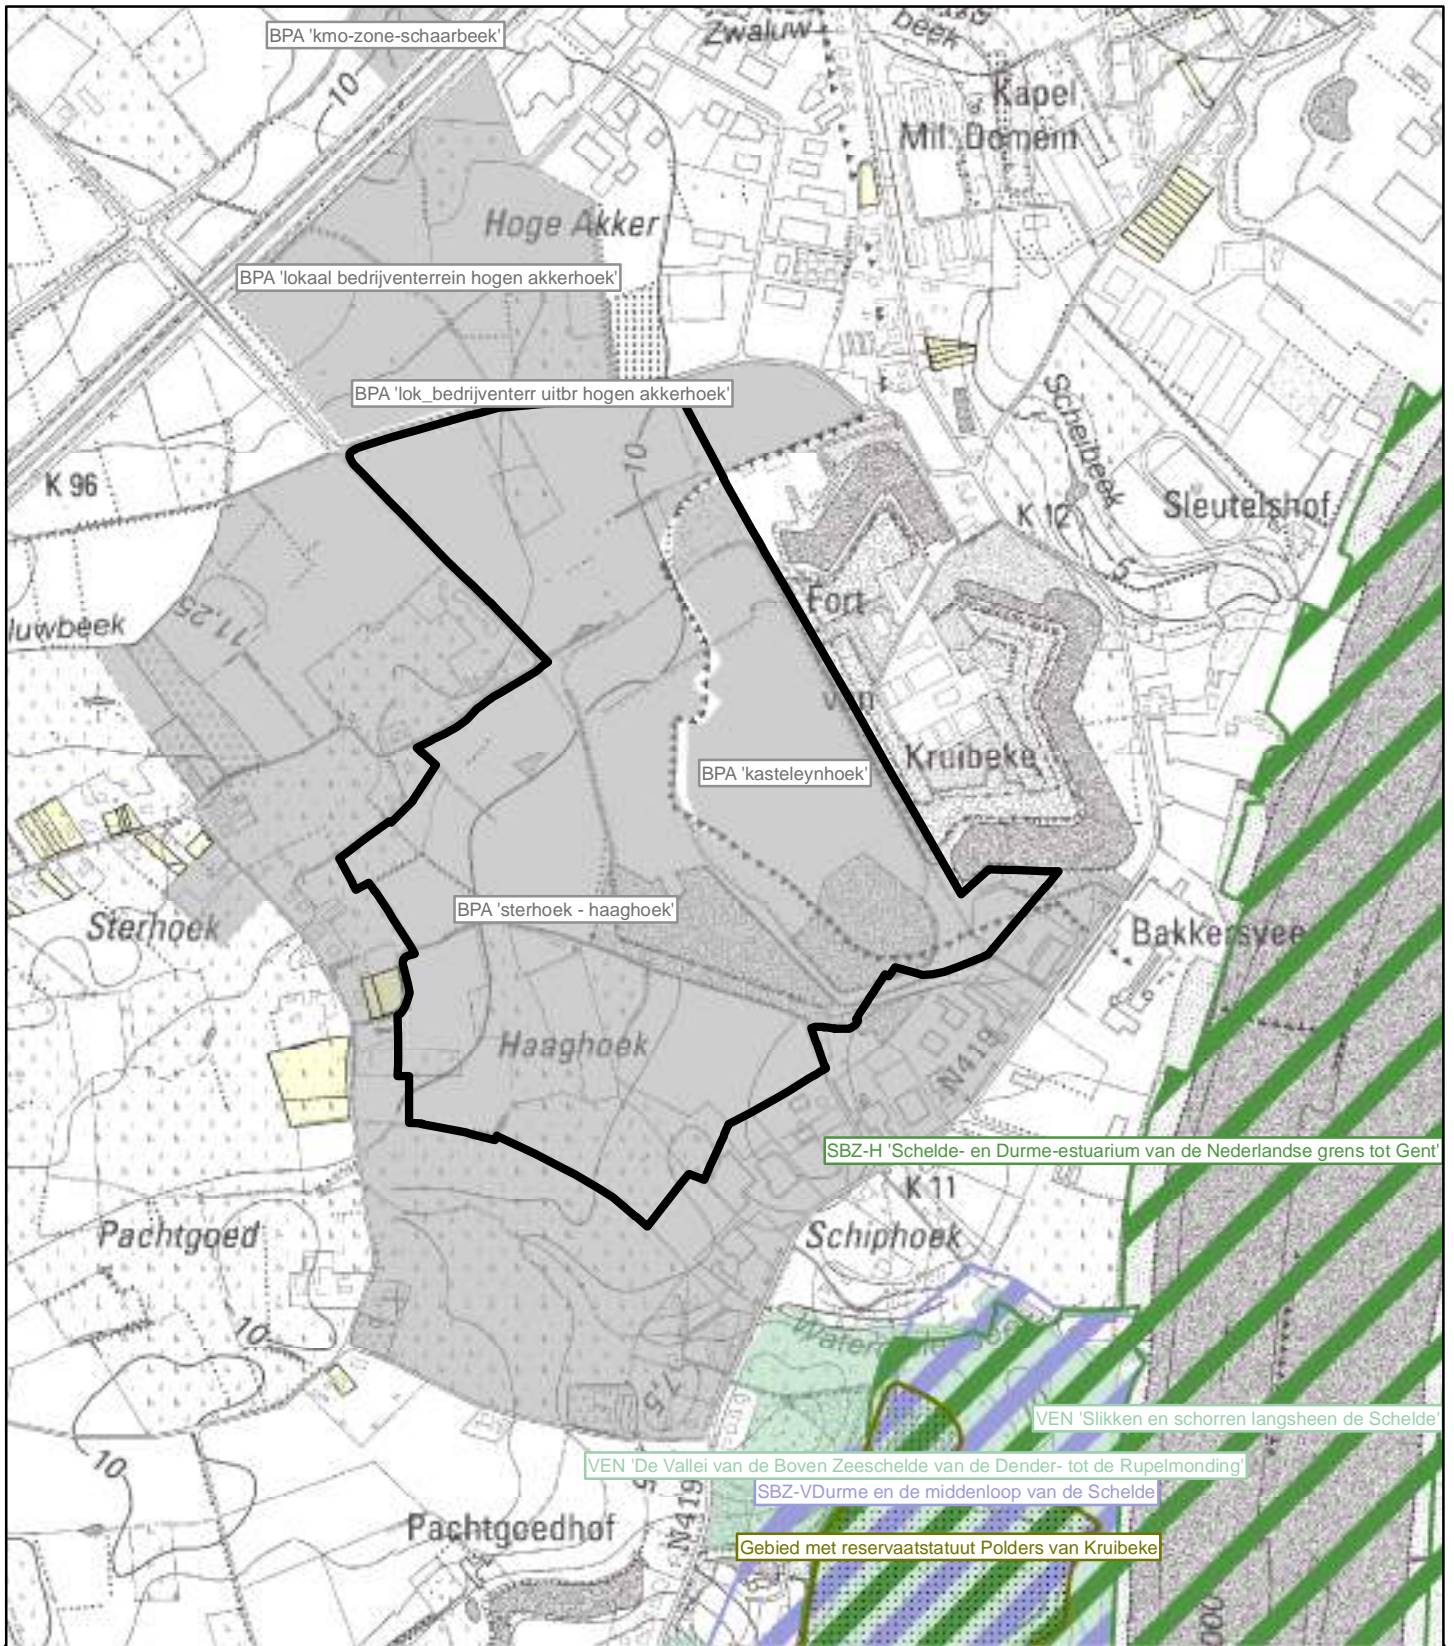 BPA 'kmo-zone-schaarbeek'
Zwaluw
beek
10
Kapel
Mil. Domein
Hoge Akker
BPA 'lokaal bedrijventerrein hogen akkerhoek'
BPA 'lok_bedrijventerr uitbr hogen akkerhoek'
10
Scheibeek
K 96
K 12
Sleutelshof
5
11,25
luwbeek
Fort
Kruibeke
BPA 'kasteleynhoek'
BPA 'sterhoek - haaghoek'
Sterhoek
Bakkersvee
Haaghoek
N419
SBZ-H 'Schelde- en Durme-estuarium van de Nederlandse grens tot Gent'
K 11
Pachtgoed
Schiphoek
10
7,5
VEN 'Slikken en schorren langsheen de Schelde'
10
VEN 'De Vallei van de Boven Zeeschelde van de Dender- tot de Rupelmonding'
5
SBZ-VDurme en de middenloop van de Schelde
N419
Pachtgoedhof
Gebied met reservaatstatuut Polders van Kruibeke